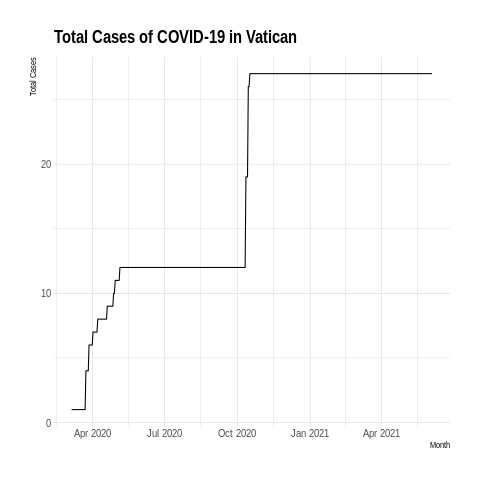 Total Cases of COVID-19 in Vatican
Total Cases
20
10
0
Apr 2020 Jul 2020 Oct 2020 Jan 2021 Apr 2021
Month